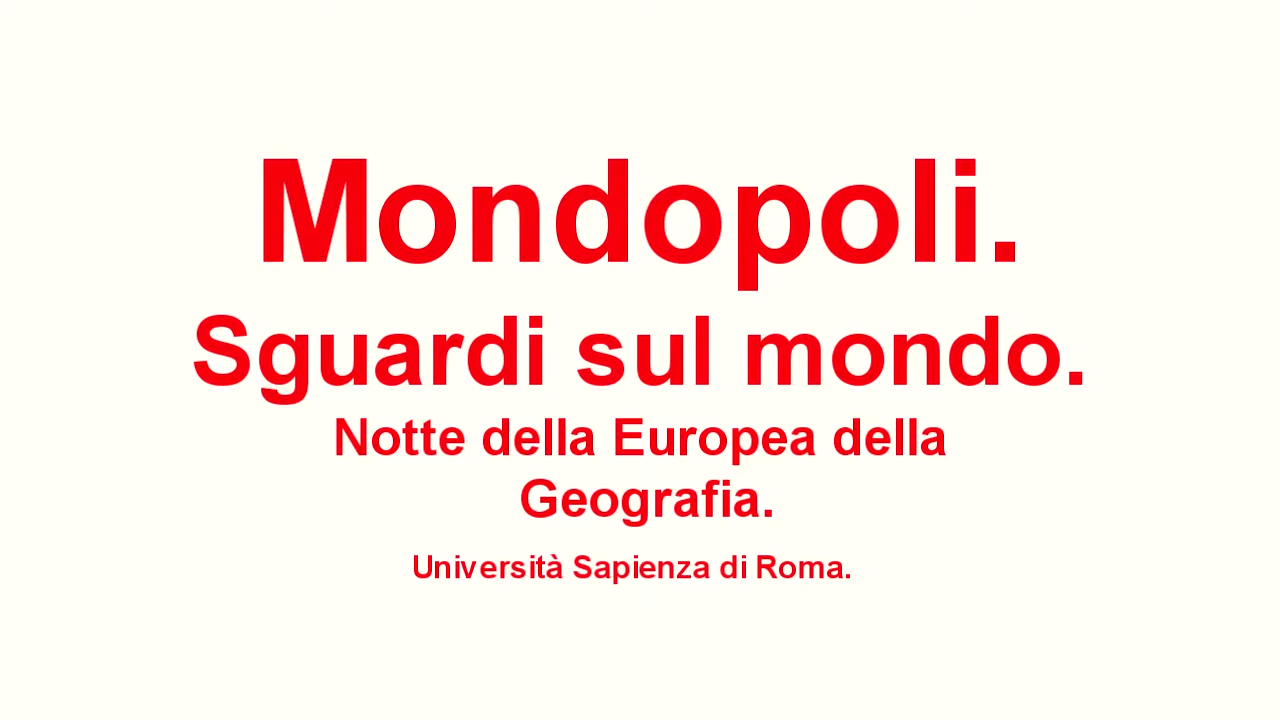 Mondopoli.
Sguardi sul mondo.
Notte della Europea della
Geografia.
Università Sapienza di Roma.